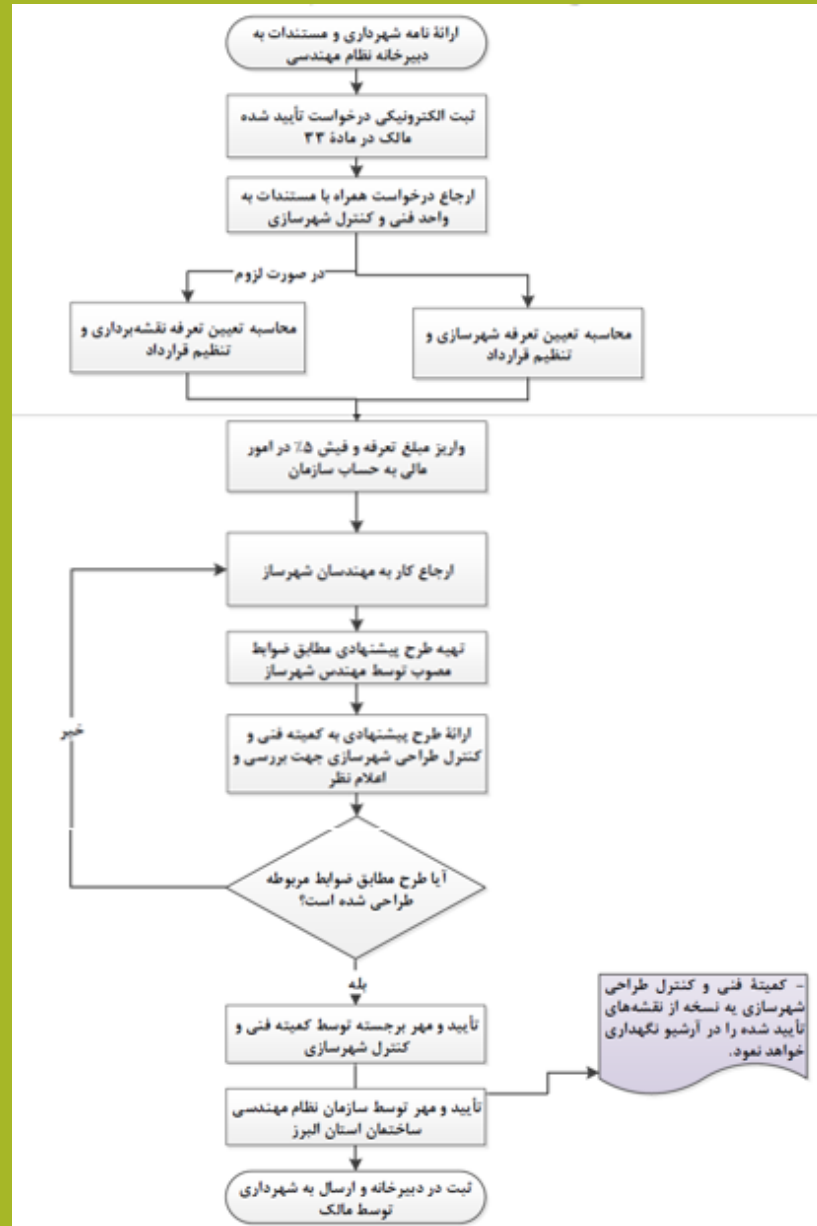 ارائهٔ نامه شهرداری و مستندات به
دبیرخانه نظام مهندسی
ثبت الکترونیکی درخواست تأیید شده
مالک در مادهٔ ۳۳
ارجاع درخواست همراه با مستندات به
واحد فنی و کنترل شهرسازی
در صورت لزوم
محاسبه تعیین تعرفه شهرسازی و
تنظیم قرارداد
محاسبه تعیین تعرفه نقشه‌برداری و
تنظیم قرارداد
واریز مبلغ تعرفه و فیش ۵٪ در امور
مالی به حساب سازمان
ارجاع کار به مهندسان شهرساز
تهیه طرح پیشنهادی مطابق ضوابط
مصوب توسط مهندس شهرساز
ارائهٔ طرح پیشنهادی به کمیته فنی و
کنترل طراحی شهرسازی جهت بررسی و
اعلام نظر
خیر
آیا طرح مطابق ضوابط مربوطه
طراحی شده است؟
بله
تأیید و مهر برجسته توسط کمیته فنی و
کنترل شهرسازی
- کمیتهٔ فنی و کنترل طراحی
شهرسازی یه نسخه از نقشه‌های
تأیید شده را در آرشیو نگهداری
خواهد نمود.
تأیید و مهر توسط سازمان نظام مهندسی
ساختمان استان البرز
ثبت در دبیرخانه و ارسال به شهرداری
توسط مالک